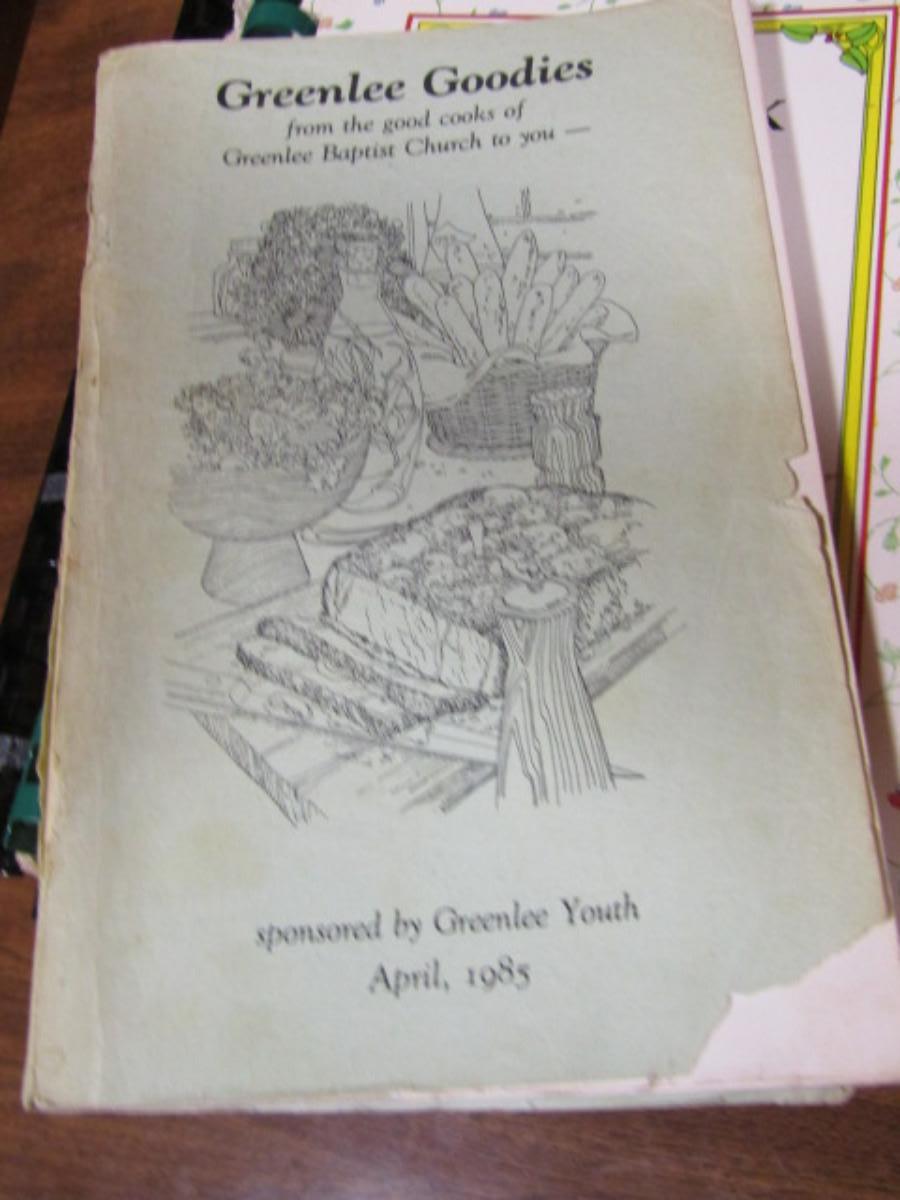 Greenlee Goodies
from the good cooks of
Greenlee Baptist Church to you —
sponsored by Greenlee Youth
April, 1985